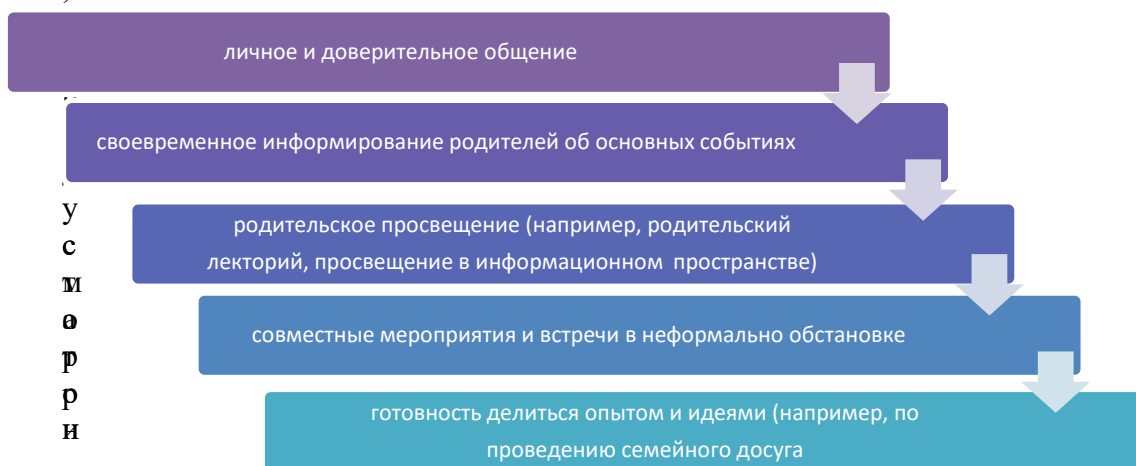 личное и доверительное общение
своевременное информирование родителей об основных событиях
родительское просвещение (например, родительский
лекторий, просвещение в информационном пространстве)
совместные мероприятия и встречи в неформально обстановке
готовность делиться опытом и идеями (например, по
проведению семейного досуга